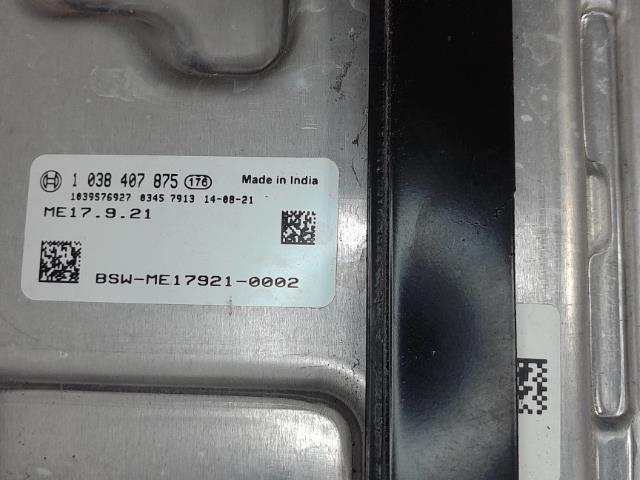 1 038 407 875 176 Made in India
1039S76927 0345 7913 14-08-21
ME17.9.21
BSW-ME17921-0002